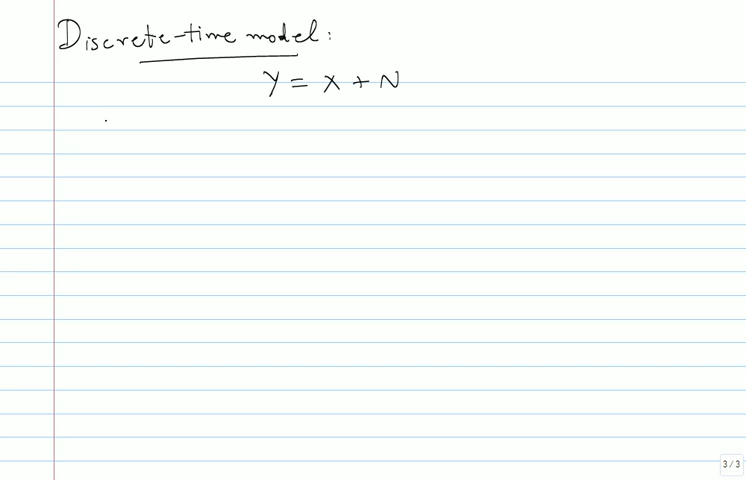 Discrete-time model:
Y = X + N
3/3